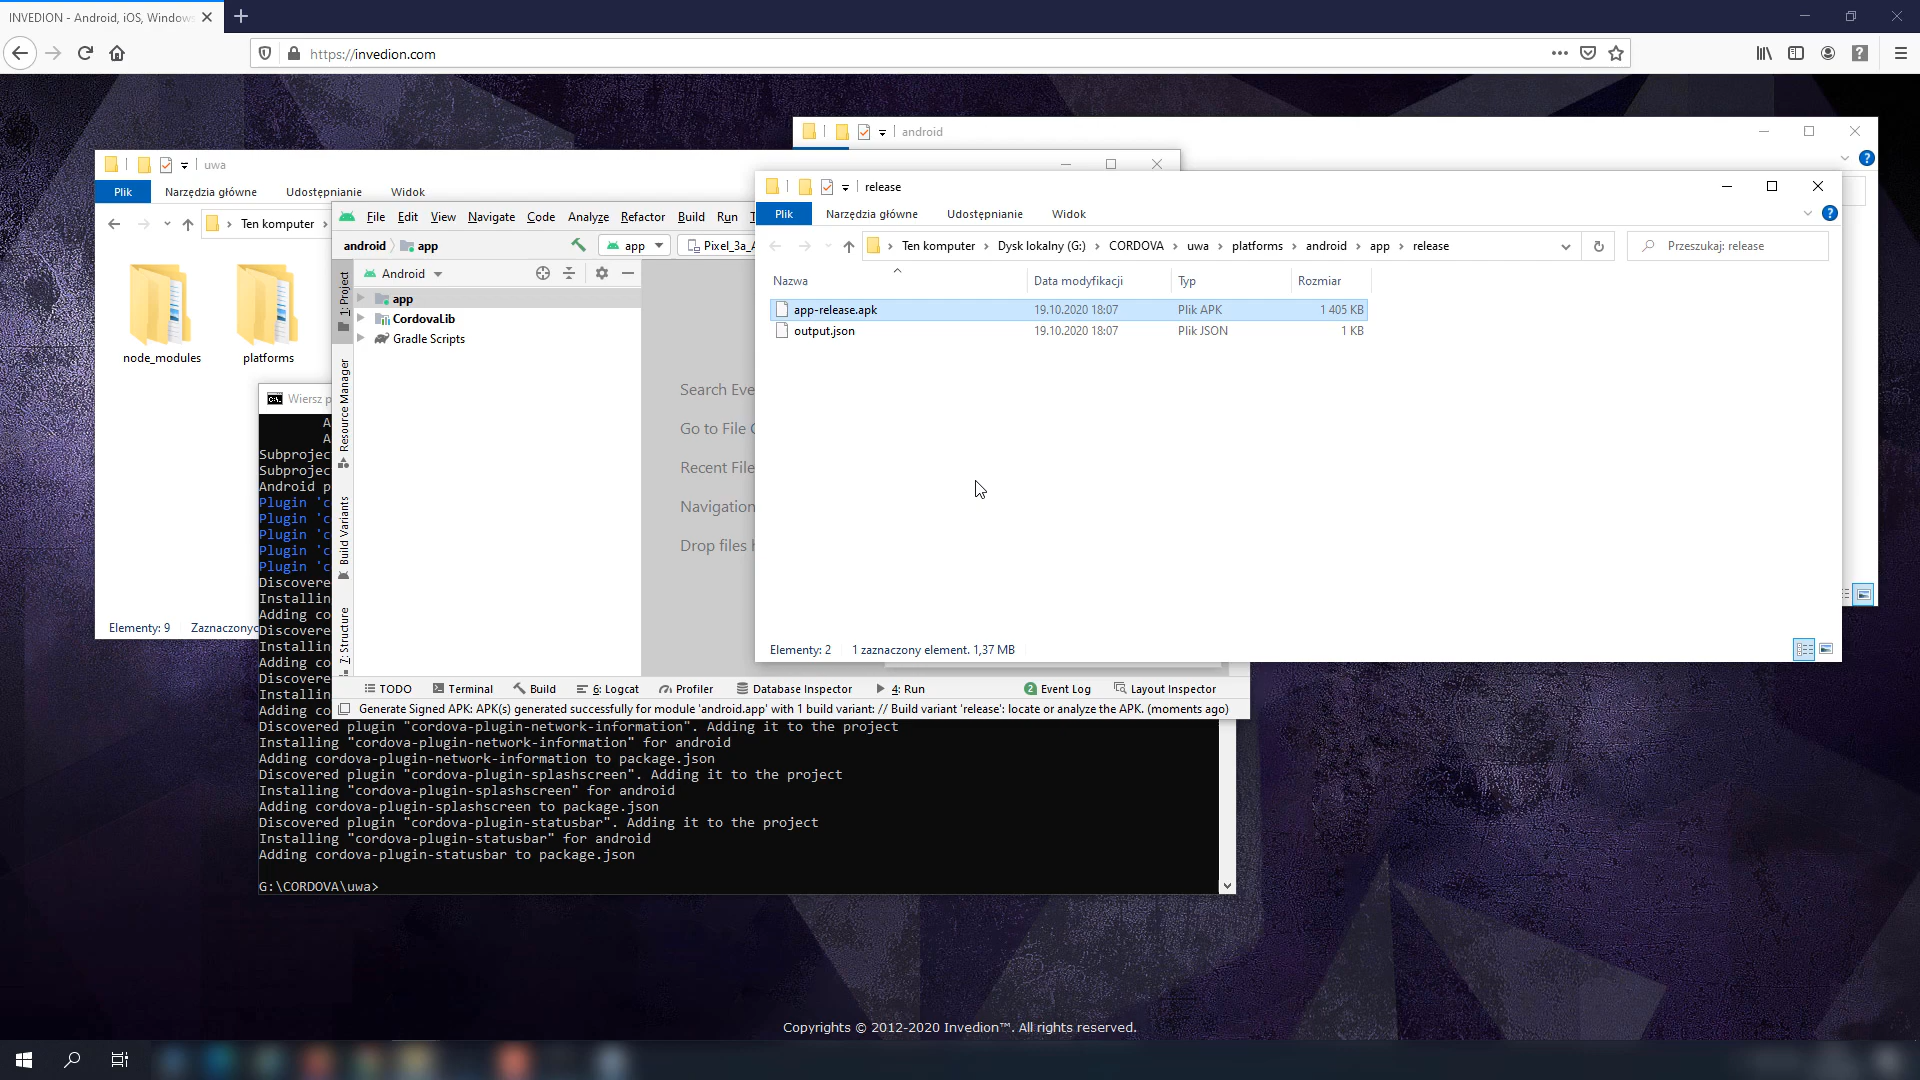 INVEDION - Android, iOS, Windows
https://invedion.com
android
uwa
Plik
Narzędzia główne
Udostępnianie
Widok
Ten komputer
node_modules
platforms
Elementy: 9
release
Plik
Narzędzia główne
Udostępnianie
Widok
Ten komputer
Dysk lokalny (G:)
CORDOVA
uwa
platforms
android
app
release
Przeszukaj: release
Nazwa
Data modyfikacji
Typ
Rozmiar
app-release.apk
19.10.2020 18:07
Plik APK
1 405 KB
output.json
19.10.2020 18:07
Plik JSON
1 KB
Elementy: 2
1 zaznaczony element. 1,37 MB
File Edit View Navigate Code Analyze Refactor Build Run
android
app
app
Android
1: Project
Resource Manager
Build Variants
7: Structure
app
CordovaLib
Gradle Scripts
Search Eve
Go to File
Recent File
Navigation
Drop files
TODO
Terminal
Build
6: Logcat
Profiler
Database Inspector
4: Run
2 Event Log
Layout Inspector
Generate Signed APK: APK(s) generated successfully for module 'android.app' with 1 build variant: // Build variant 'release': locate or analyze the APK. (moments ago)
Wiersz p
Subprojec
Subprojec
Android p
Plugin 'c
Plugin 'c
Plugin 'c
Plugin 'c
Plugin 'c
Discovere
Installin
Adding co
Discovere
Installin
Adding co
Discovere
Installin
Adding co
Discovered plugin "cordova-plugin-network-information". Adding it to the project
Installing "cordova-plugin-network-information" for android
Adding cordova-plugin-network-information to package.json
Discovered plugin "cordova-plugin-splashscreen". Adding it to the project
Installing "cordova-plugin-splashscreen" for android
Adding cordova-plugin-splashscreen to package.json
Discovered plugin "cordova-plugin-statusbar". Adding it to the project
Installing "cordova-plugin-statusbar" for android
Adding cordova-plugin-statusbar to package.json
G:\CORDOVA\uwa>
Copyrights © 2012-2020 Invedion™. All rights reserved.